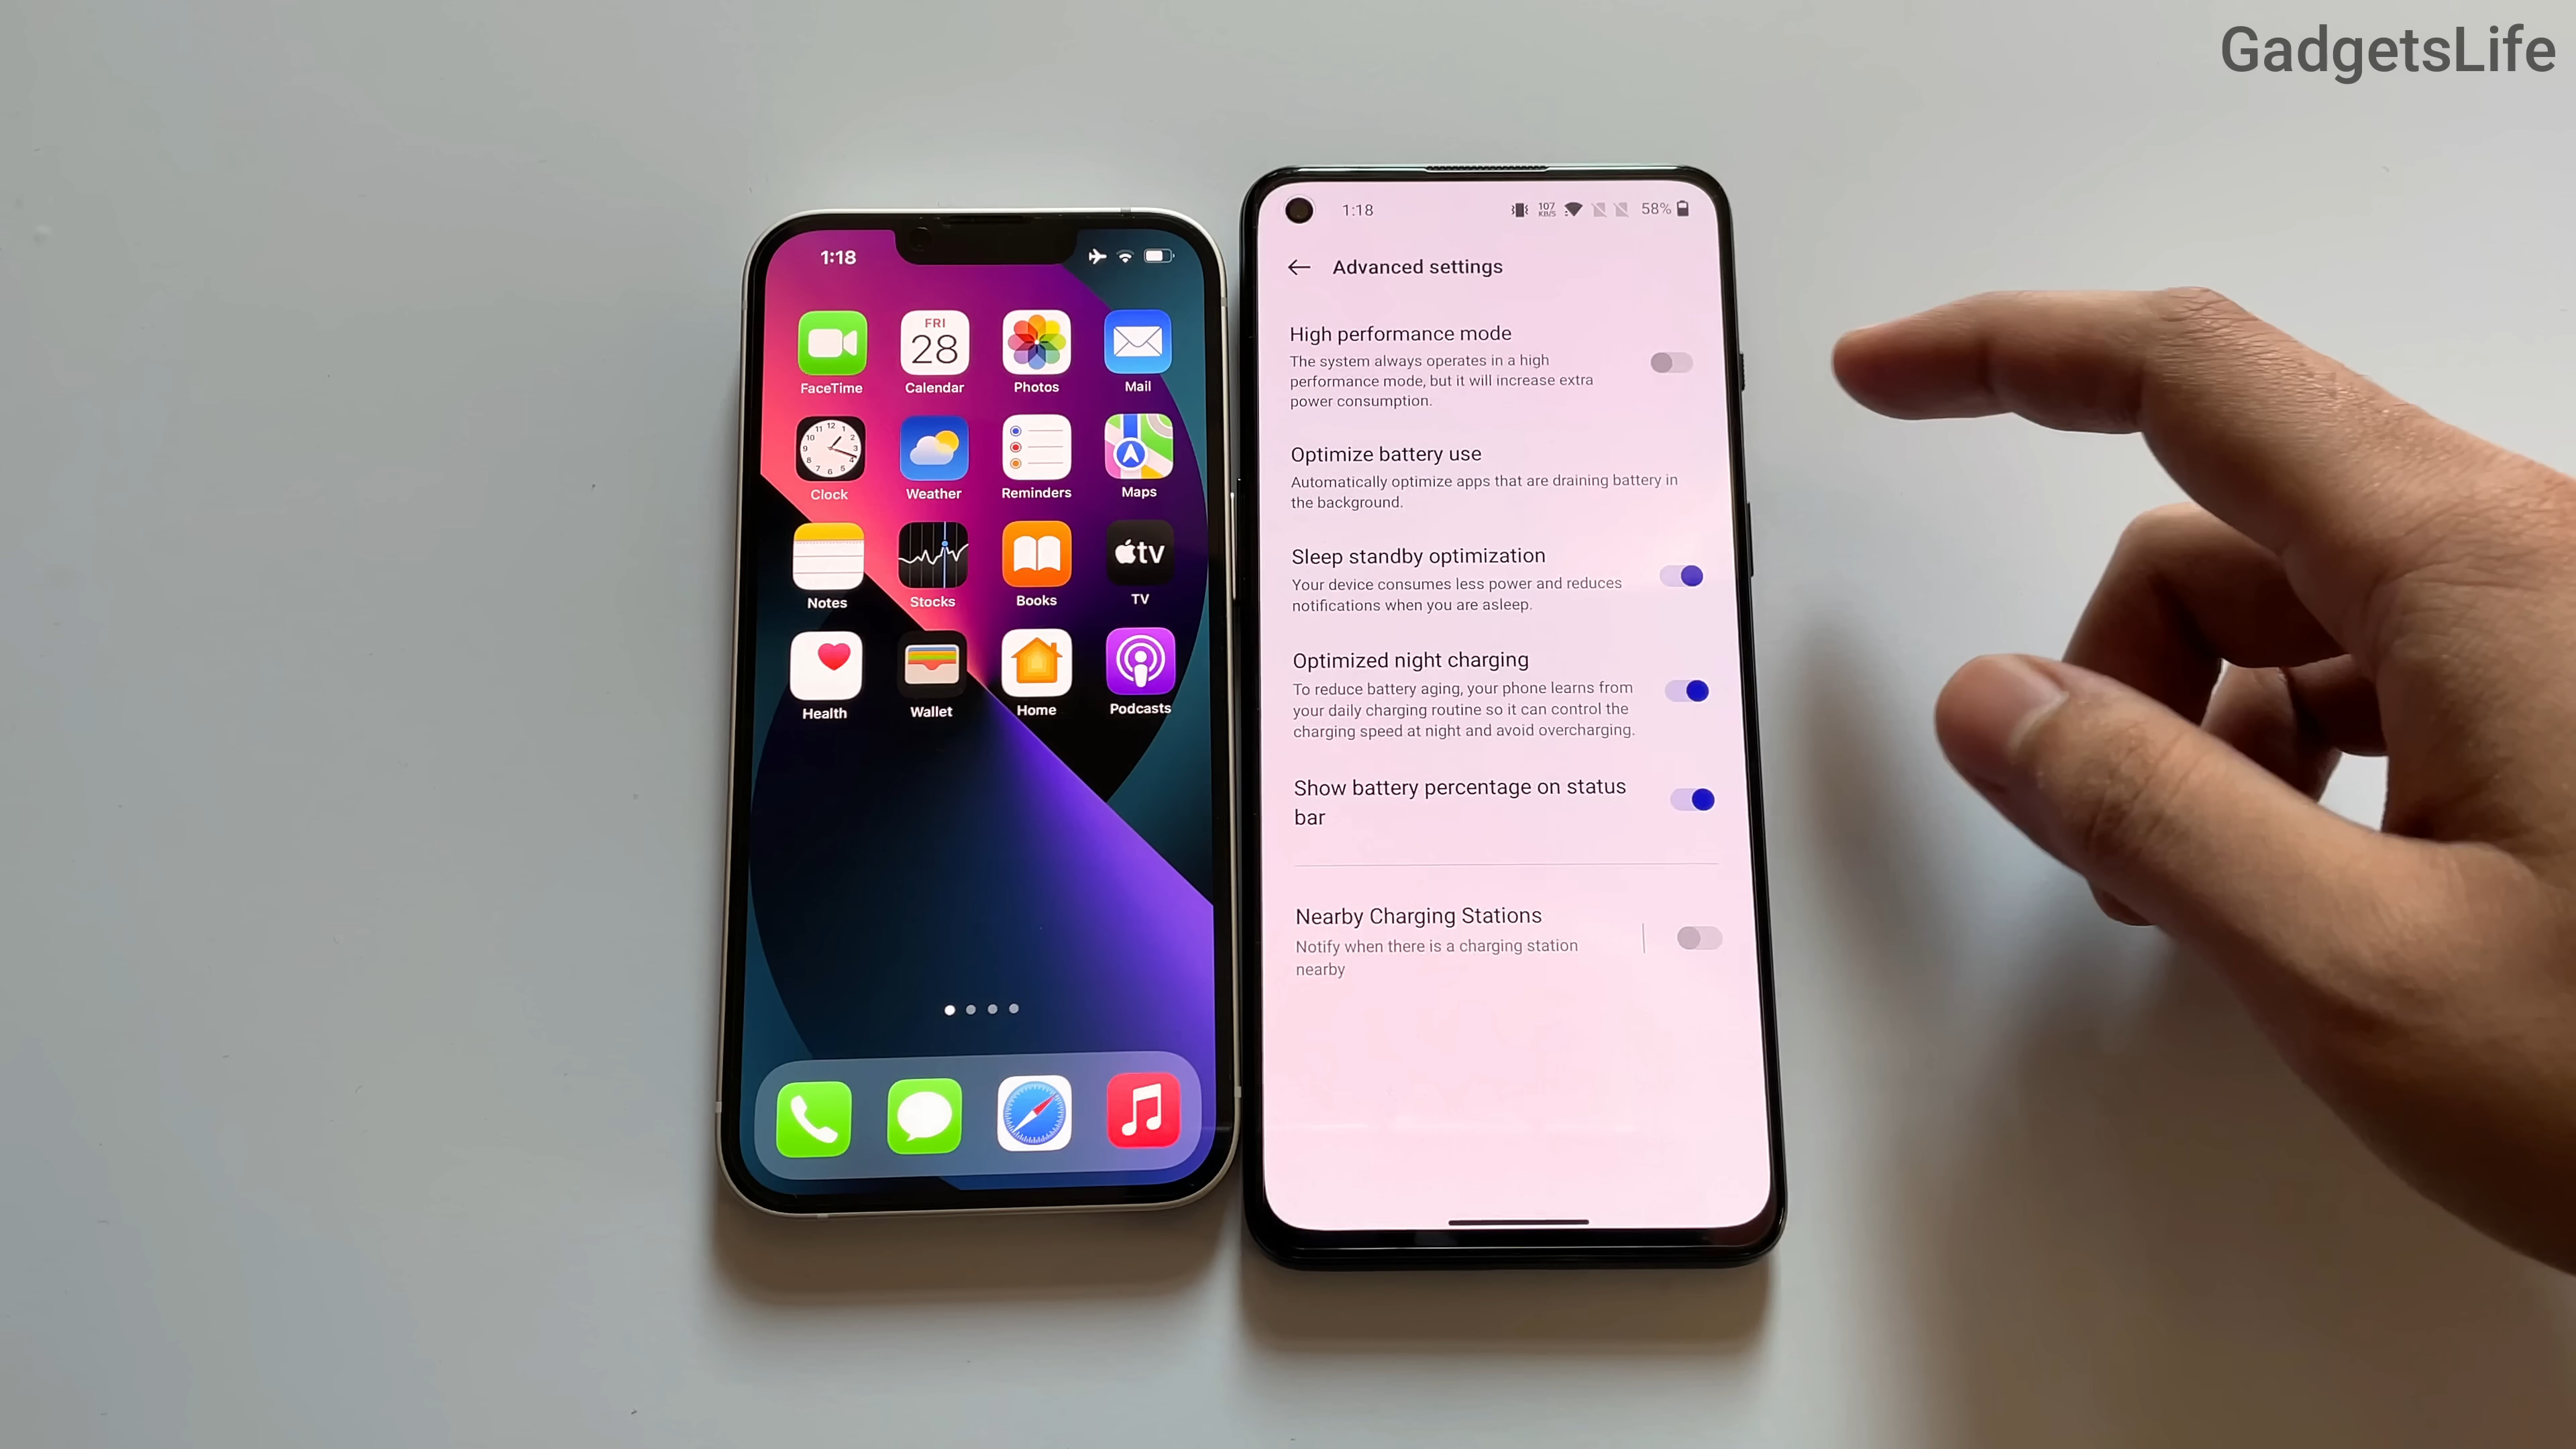 GadgetsLife
1:18
FRI
28
FaceTime
Calendar
Photos
Mail
Clock
Weather
Reminders
Maps
tv
Notes
Stocks
Books
TV
Health
Wallet
Home
Podcasts
1:18
107
KB/S
58%
Advanced settings
High performance mode
The system always operates in a high
performance mode, but it will increase extra
power consumption.
Optimize battery use
Automatically optimize apps that are draining battery in
the background.
Sleep standby optimization
Your device consumes less power and reduces
notifications when you are asleep.
Optimized night charging
To reduce battery aging, your phone learns from
your daily charging routine so it can control the
charging speed at night and avoid overcharging.
Show battery percentage on status
bar
Nearby Charging Stations
Notify when there is a charging station
nearby